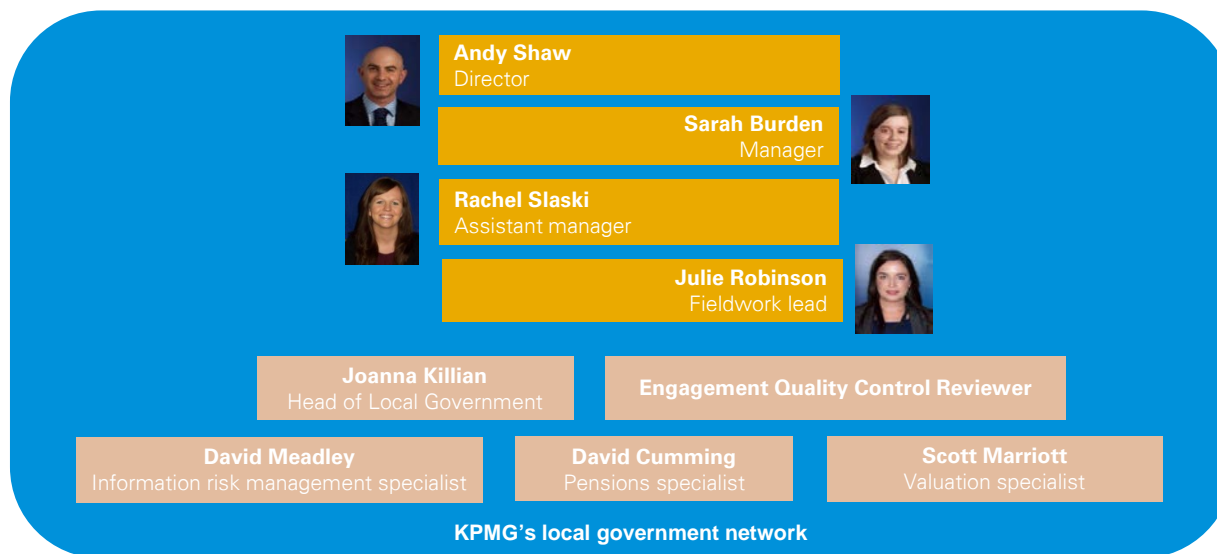 Andy Shaw
Director
Sarah Burden
Manager
Rachel Slaski
Assistant manager
Julie Robinson
Fieldwork lead
Joanna Killian
Head of Local Government
Engagement Quality Control Reviewer
David Meadley
Information risk management specialist
David Cumming
Pensions specialist
Scott Marriott
Valuation specialist
KPMG's local government network